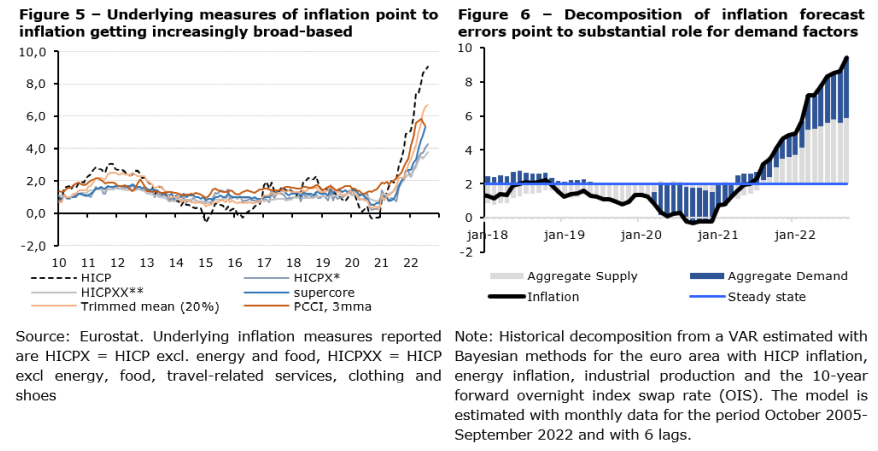 Figure 5 – Underlying measures of inflation point to
inflation getting increasingly broad-based
10,0
8,0
6,0
4,0
2,0
0,0
-2,0
10 11 12 13 14 15 16 17 18 19 20 21 22
HICP
HICPX*
HICPXX**
supercore
Trimmed mean (20%)
PCCI, 3mma
Source: Eurostat. Underlying inflation measures reported
are HICPX = HICP excl. energy and food, HICPXX = HICP
excl energy, food, travel-related services, clothing and
shoes
Figure 6 – Decomposition of inflation forecast
errors point to substantial role for demand factors
10
8
6
4
2
0
-2
jan-18 jan-19 jan-20 jan-21 jan-22
Aggregate Supply
Aggregate Demand
Inflation
Steady state
Note: Historical decomposition from a VAR estimated with
Bayesian methods for the euro area with HICP inflation,
energy inflation, industrial production and the 10-year
forward overnight index swap rate (OIS). The model is
estimated with monthly data for the period October 2005-
September 2022 and with 6 lags.